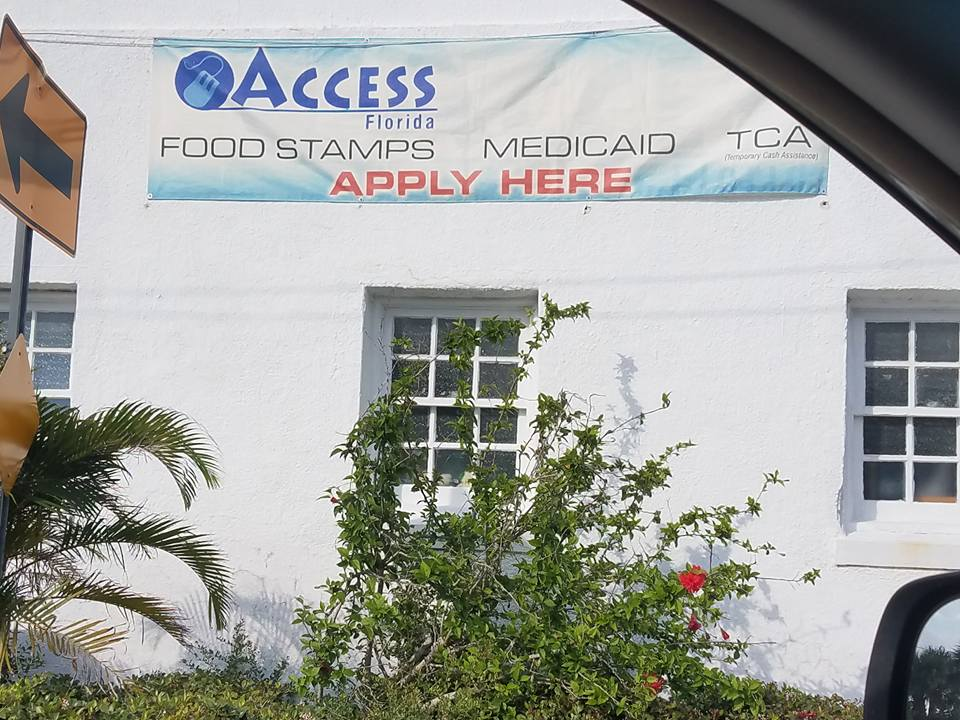 ACCESS
Florida
FOOD STAMPS MEDICAID TCA
(Temporary Cash Assistance)
APPLY HERE